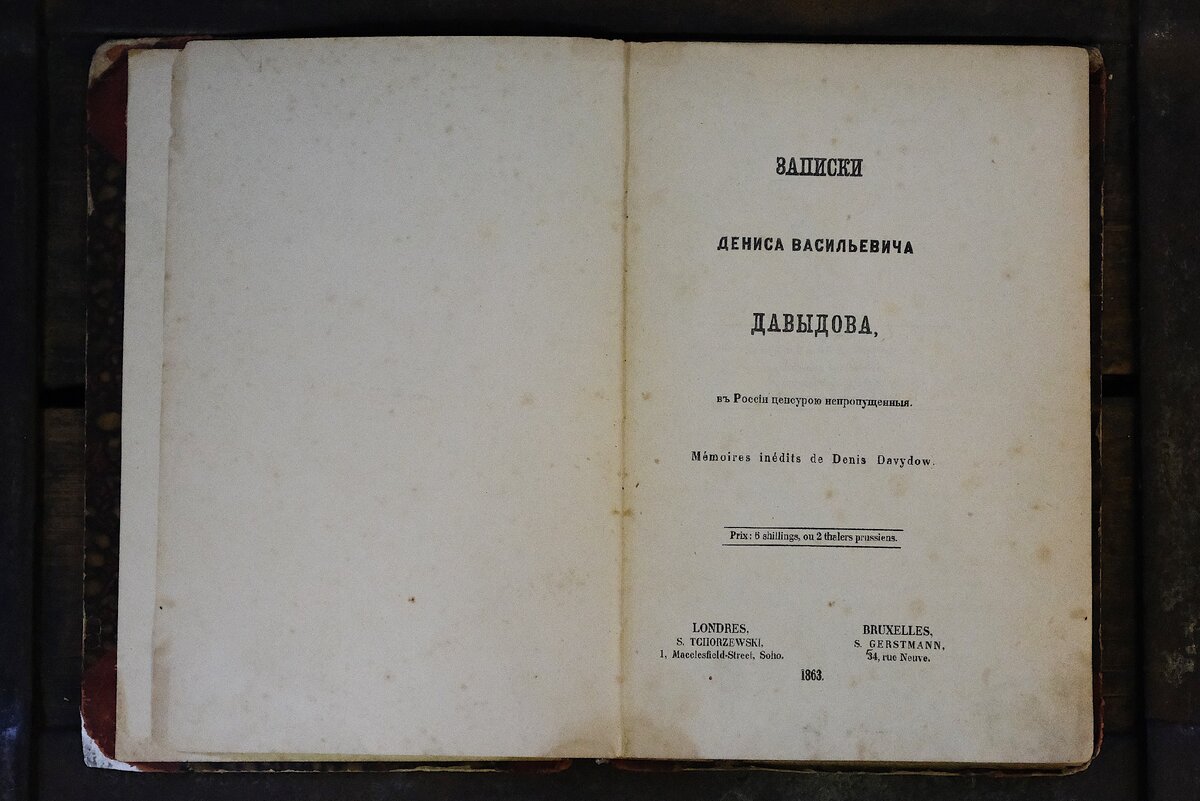 ЗАПИСКИ
ДЕНИСА ВАСИЛЬЕВИЧА
ДАВЫДОВА,
въ Россіи ценсурою непропущенныя.
Mémoires inédits de Denis Davydow.
Prix: 6 shillings, ou 2 thalers prussiens.
LONDRES,
S. TCHORZEWSKI,
1, Macclesfield-Street, Soho.
BRUXELLES,
S. GERSTMANN,
34, rue Neuve.
1863.